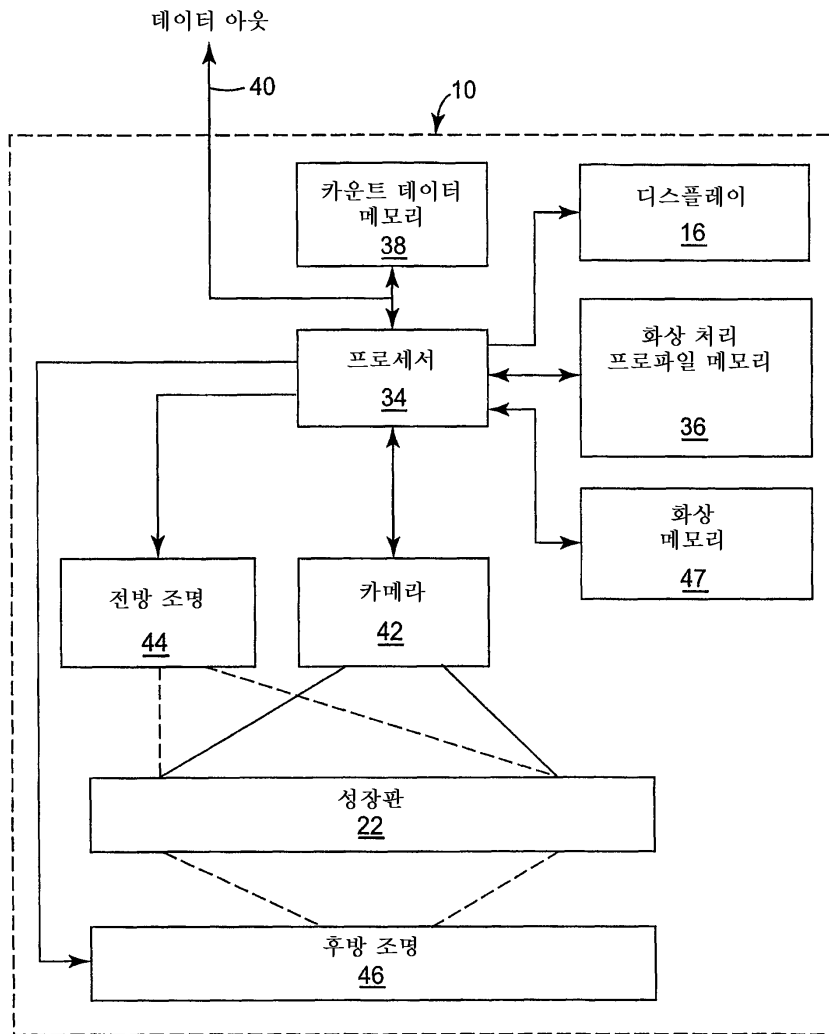 데이터 아웃
40
10
카운트 데이터
메모리
38
디스플레이
16
프로세서
34
화상 처리
프로파일 메모리
36
화상
메모리
47
전방 조명
44
카메라
42
성장판
22
후방 조명
46